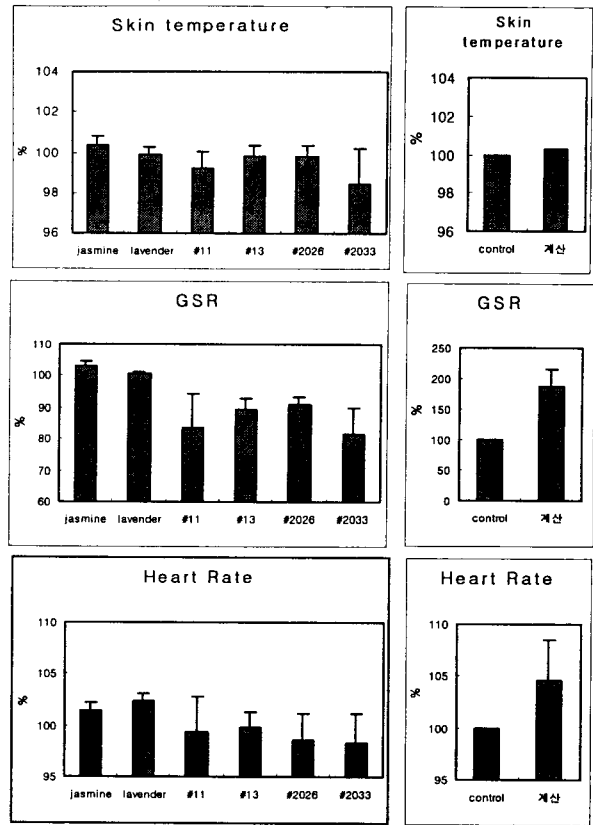 Skin temperature
104
102
100
98
96
%
jasmine lavender #11 #13 #2026 #2033
Skin
temperature
104
102
100
98
96
%
control 계산
GSR
110
100
90
80
70
60
%
jasmine lavender #11 #13 #2026 #2033
GSR
250
200
150
100
50
0
%
control 계산
Heart Rate
110
105
100
95
%
jasmine lavender #11 #13 #2026 #2033
Heart Rate
110
105
100
95
%
control 계산